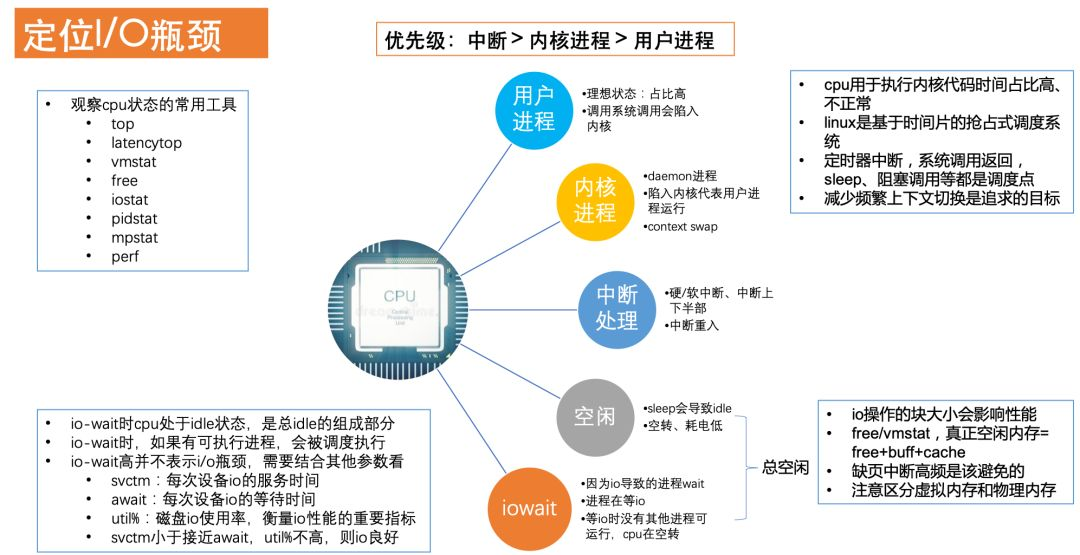 定位I/O瓶颈
优先级：中断 > 内核进程 > 用户进程
• 观察cpu状态的常用工具
• top
• latencytop
• vmstat
• free
• iostat
• pidstat
• mpstat
• perf
用户
进程
•理想状态：占比高
•调用系统调用会陷入
内核
内核
进程
•daemon进程
•陷入内核代表用户进
程运行
•context swap
CPU
Central
Processing
Unit
中断
处理
•硬/软中断、中断上
下半部
•中断重入
空闲
•sleep会导致idle
•空转、耗电低
iowait
•因为io导致的进程wait
•进程在等io
•等io时没有其他进程可
运行，cpu在空转
总空闲
• cpu用于执行内核代码时间占比高、
不正常
• linux是基于时间片的抢占式调度系
统
• 定时器中断，系统调用返回，
sleep、阻塞调用等都是调度点
• 减少频繁上下文切换是追求的目标
• io-wait时cpu处于idle状态，是总idle的组成部分
• io-wait时，如果有可执行进程，会被调度执行
• io-wait高并不表示i/o瓶颈，需要结合其他参数看
• svctm：每次设备io的服务时间
• await：每次设备io的等待时间
• util%：磁盘io使用率，衡量io性能的重要指标
• svctm小于接近await，util%不高，则io良好
• io操作的块大小会影响性能
• free/vmstat，真正空闲内存=
free+buff+cache
• 缺页中断高频是该避免的
• 注意区分虚拟内存和物理内存